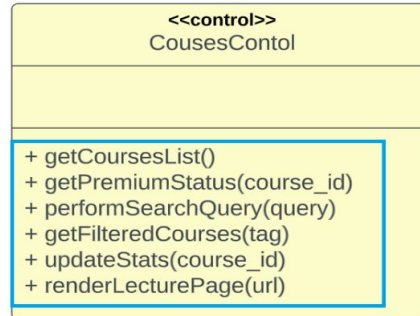 <<control>>
CousesContol
+ getCoursesList()
+ getPremiumStatus(course_id)
+ performSearchQuery(query)
+ getFilteredCourses(tag)
+ updateStats(course_id)
+ renderLecturePage(url)